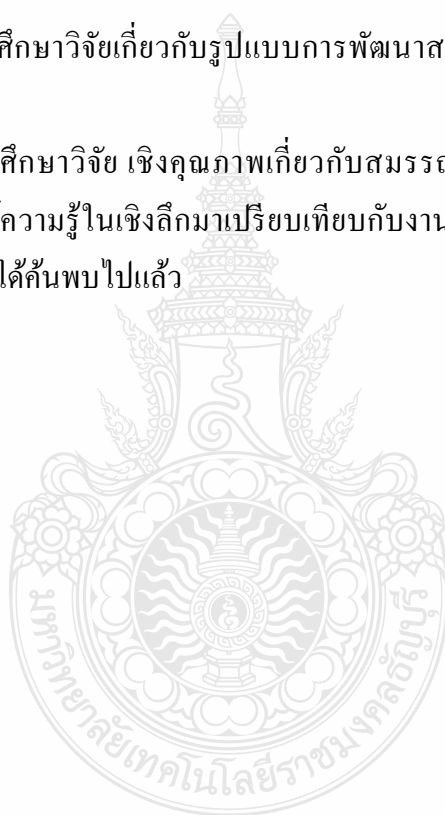 ศึกษาวิจัยเกี่ยวกับรูปแบบการพัฒนาส
ศึกษาวิจัย เชิงคุณภาพเกี่ยวกับสมรรถ
ความรู้ในเชิงลึกมาเปรียบเทียบกับงาน
ได้ค้นพบไปแล้ว
มหาวิทยาลัยเทคโนโลยีราชมงคลธัญบุรี